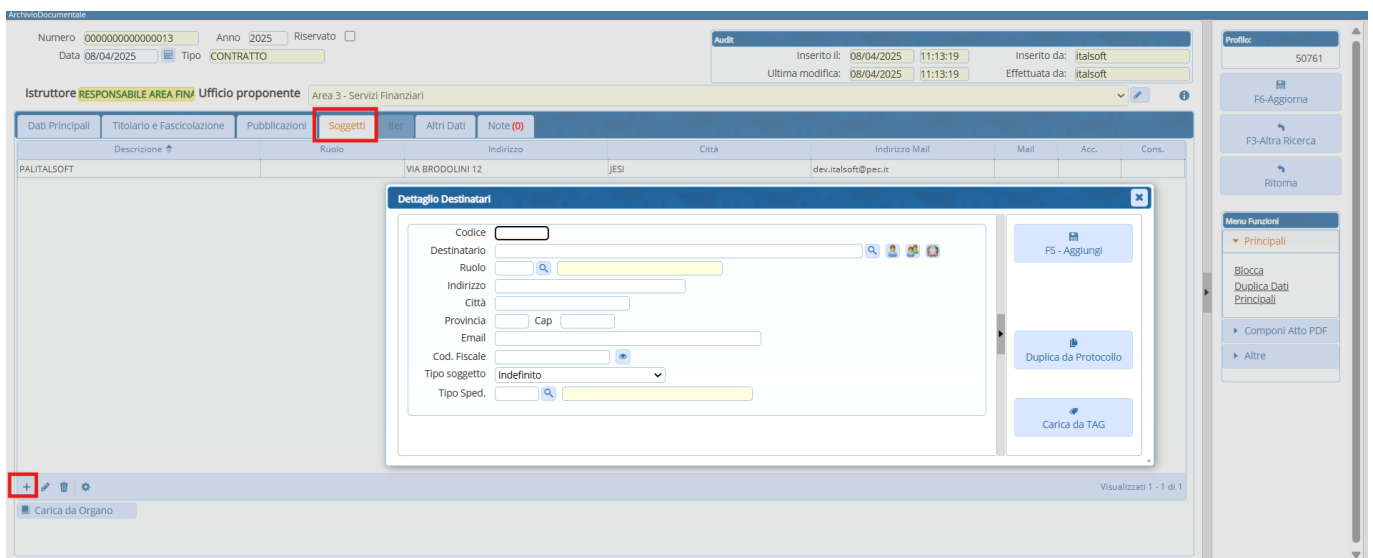 ArchivioDocumentale
Numero 0000000000000013 Anno 2025 Riservato
Data 08/04/2025 Tipo CONTRATTO
Audit
Inserito il: 08/04/2025 11:13:19 Inserito da: italsoft
Ultima modifica: 08/04/2025 11:13:19 Effettuata da: italsoft
Istruttore RESPONSABILE AREA FINA Ufficio proponente Area 3 - Servizi Finanziari
Dati Principali Titolario e Fascicolazione Pubblicazioni Soggetti Iter Altri Dati Note (0)
Descrizione Ruolo Indirizzo Città Indirizzo Mail Mail Acc. Cons.
PALITALSOFT VIA BRODOLINI 12 JESI dev.italsoft@pec.it
Dettaglio Destinatari
Codice
Destinatario
Ruolo
Indirizzo
Città
Provincia Cap
Email
Cod. Fiscale
Tipo soggetto Indefinito
Tipo Sped.
F5 - Aggiungi
Duplica da Protocollo
Carica da TAG
Visualizzati 1 - 1 di 1
Carica da Organo
Profilo:
50761
F6-Aggiorna
F3-Altra Ricerca
Ritorna
Menu Funzioni
Principali
Blocca
Duplica Dati
Principali
Componi Atto PDF
Altre